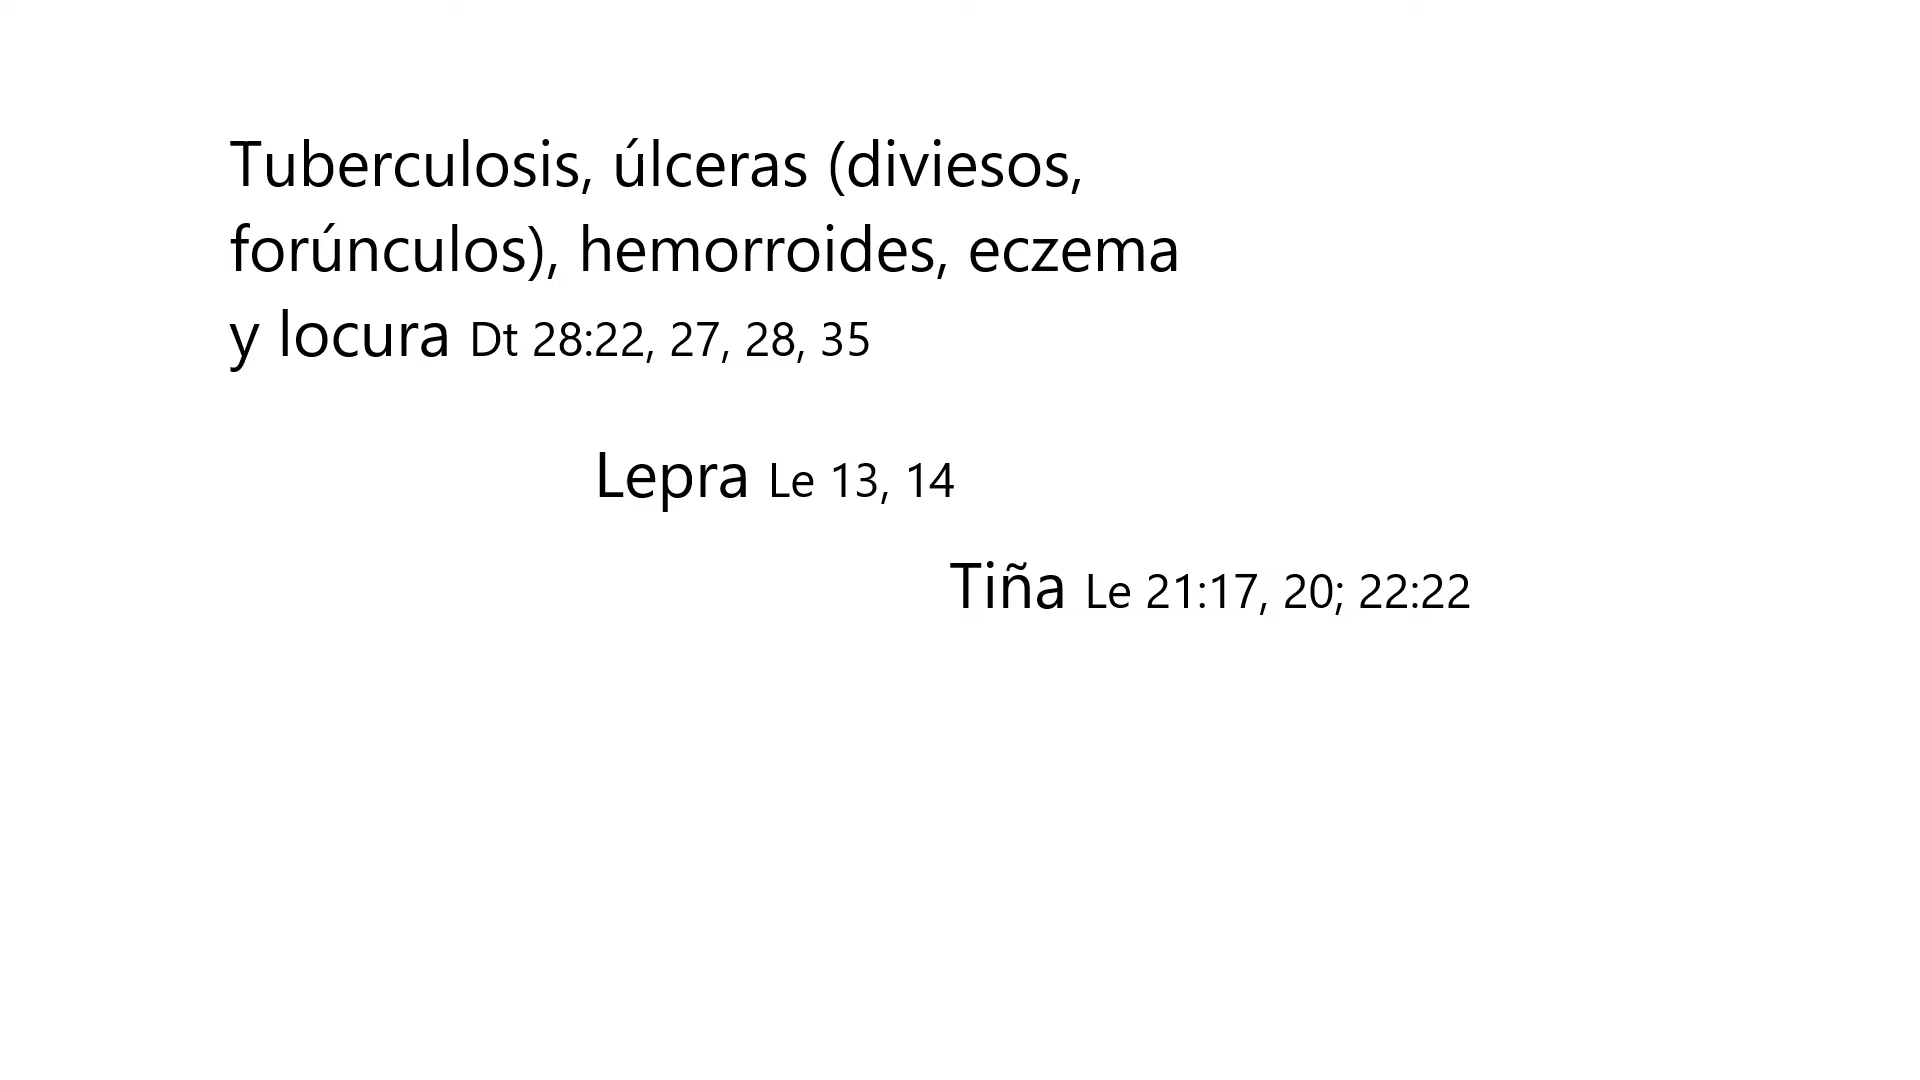 Tuberculosis, úlceras (diviesos,
forúnculos), hemorroides, eczema
y locura Dt 28:22, 27, 28, 35
Lepra Le 13, 14
Tiña Le 21:17, 20; 22:22